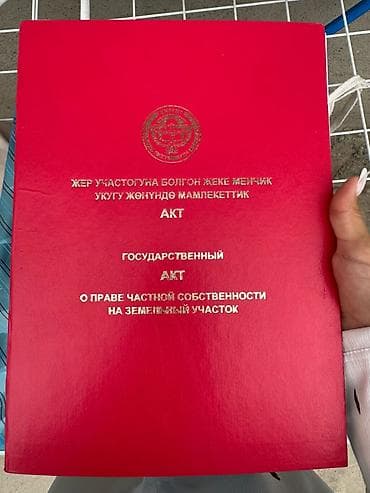 ЖЕР УЧАСТОГУНА БОЛГОН ЖЕКЕ МЕНЧИК
УКУГУ ЖӨНҮНДӨ МАМЛЕКЕТТИК
АКТ
ГОСУДАРСТВЕННЫЙ
АКТ
О ПРАВЕ ЧАСТНОЙ СОБСТВЕННОСТИ
НА ЗЕМЕЛЬНЫЙ УЧАСТОК